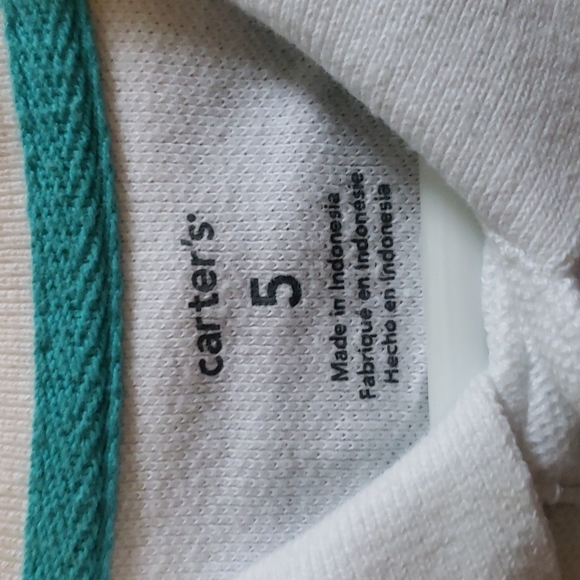 carter's
5
Made in Indonesia
Fabriqué en Indonésie
Hecho en Indonesia